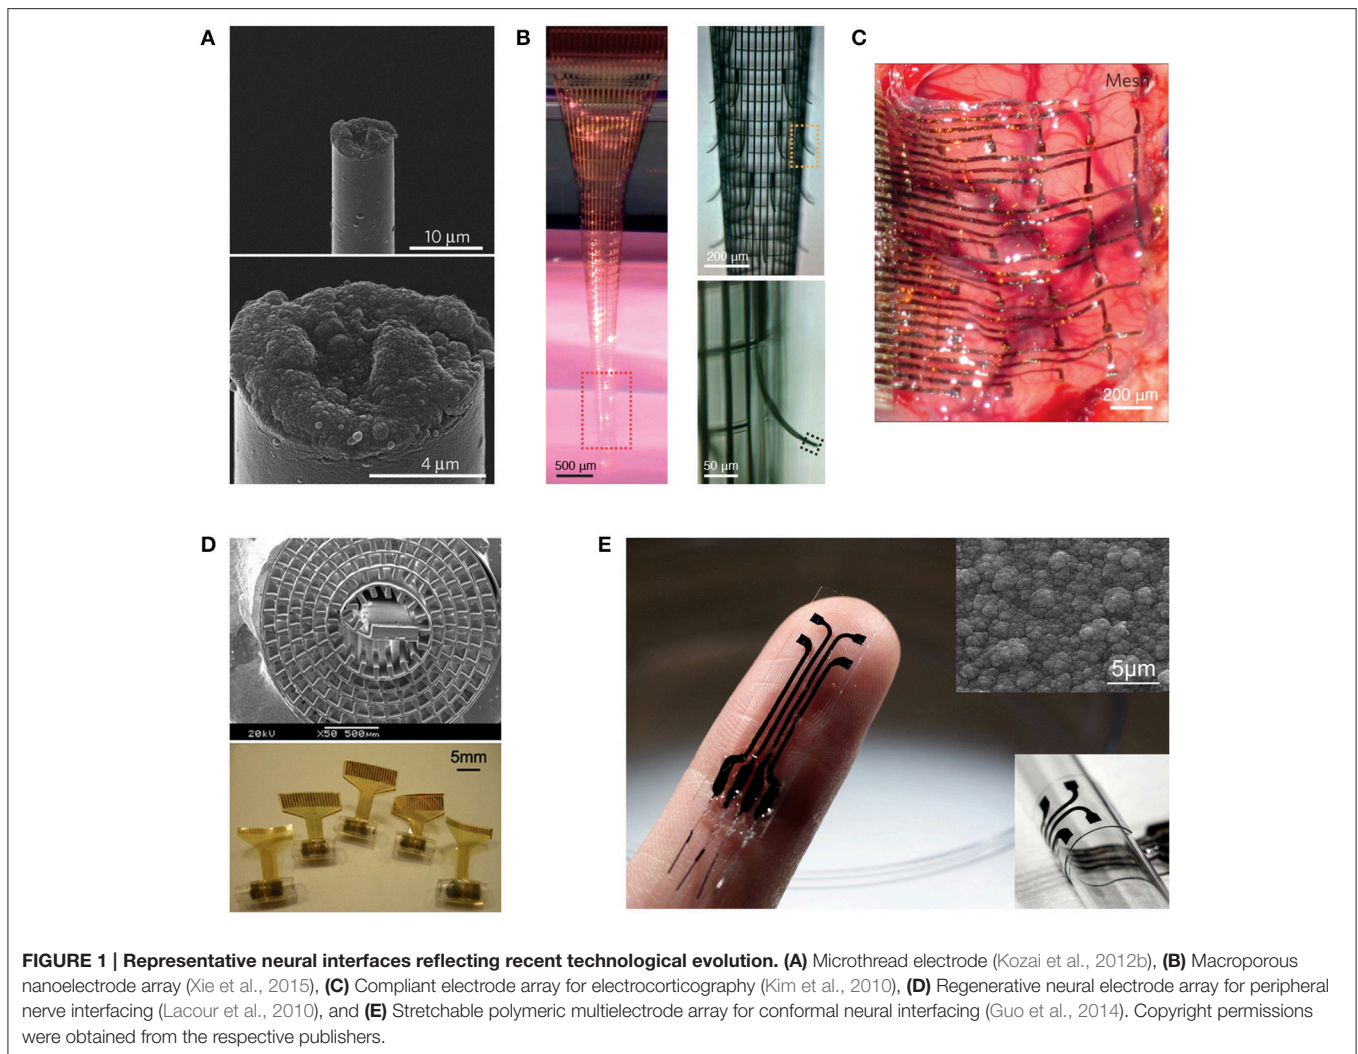 A
10 µm
4 µm
B
500 µm
200 µm
50 µm
C
Mesh
200 µm
D
20kV X50 500µm
5mm
E
5µm
FIGURE 1 | Representative neural interfaces reflecting recent technological evolution. (A) Microthread electrode (Kozai et al., 2012b), (B) Macroporous
nanoelectrode array (Xie et al., 2015), (C) Compliant electrode array for electrocorticography (Kim et al., 2010), (D) Regenerative neural electrode array for peripheral
nerve interfacing (Lacour et al., 2010), and (E) Stretchable polymeric multielectrode array for conformal neural interfacing (Guo et al., 2014). Copyright permissions
were obtained from the respective publishers.